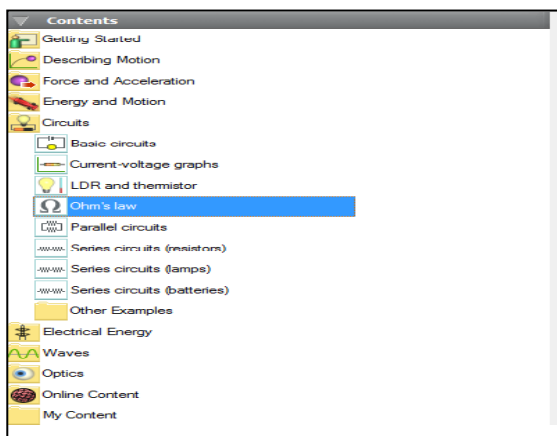 Contents
Getting Started
Describing Motion
Force and Acceleration
Energy and Motion
Circuits
Basic circuits
Current-voltage graphs
LDR and thermistor
Ω Ohm's law
Parallel circuits
Series circuits (resistors)
Series circuits (lamps)
Series circuits (batteries)
Other Examples
Electrical Energy
Waves
Optics
Online Content
My Content